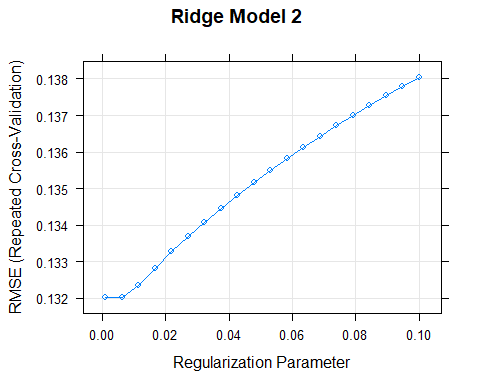 Ridge Model 2
RMSE (Repeated Cross-Validation)
0.138
0.137
0.136
0.135
0.134
0.133
0.132
0.00 0.02 0.04 0.06 0.08 0.10
Regularization Parameter